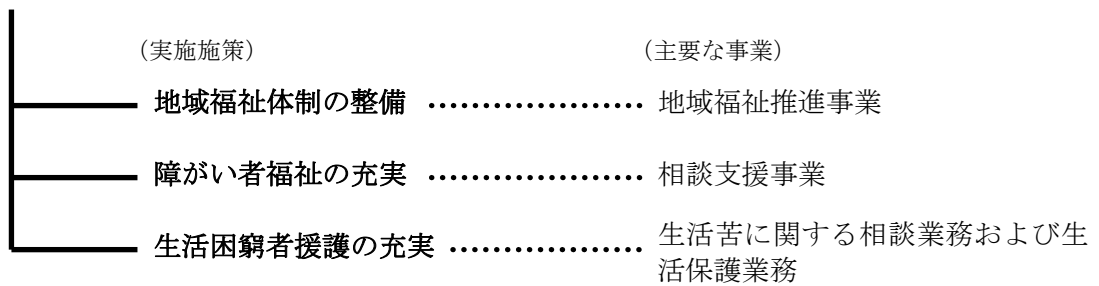 (実施施策) (主要な事業)
地域福祉体制の整備 ………………… 地域福祉推進事業
障がい者福祉の充実 ………………… 相談支援事業
生活困窮者援護の充実 ……………… 生活苦に関する相談業務および生
活保護業務